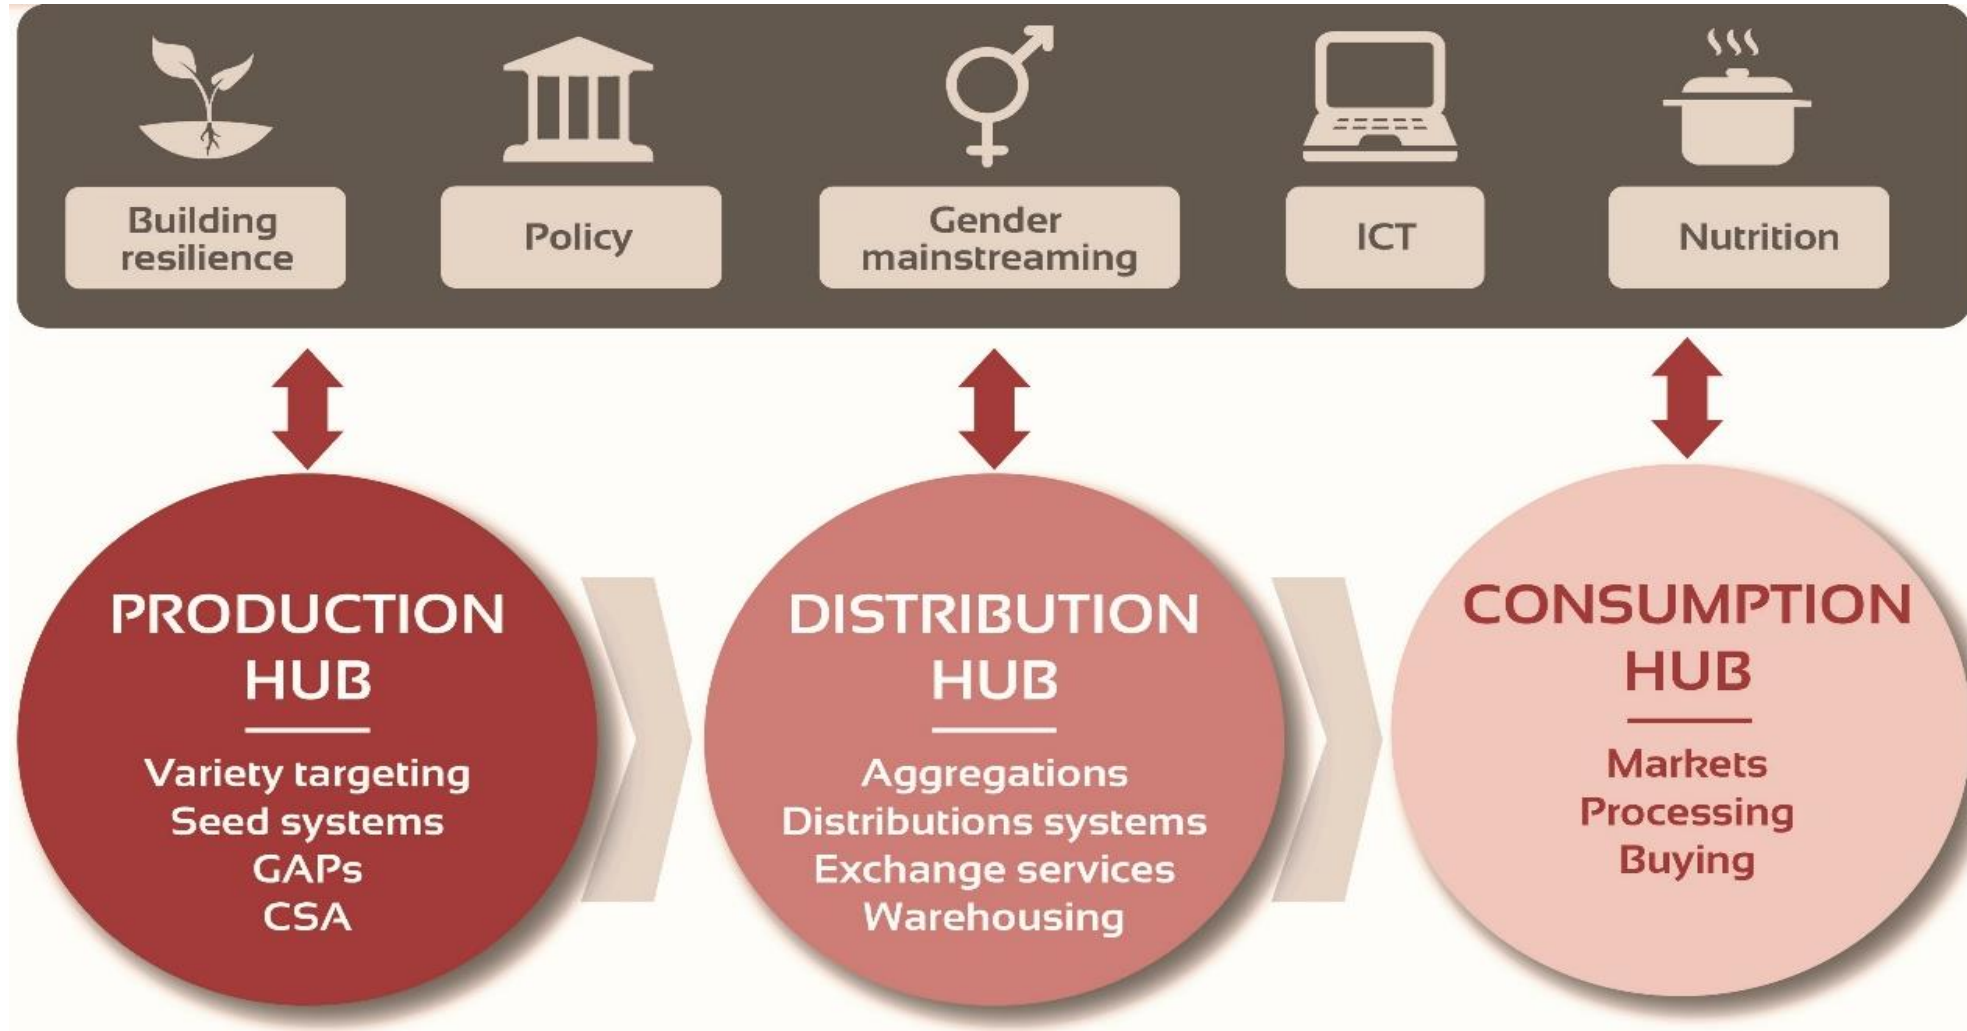 Building
resilience
Policy
Gender
mainstreaming
ICT
Nutrition
PRODUCTION
HUB
Variety targeting
Seed systems
GAPs
CSA
DISTRIBUTION
HUB
Aggregations
Distributions systems
Exchange services
Warehousing
CONSUMPTION
HUB
Markets
Processing
Buying